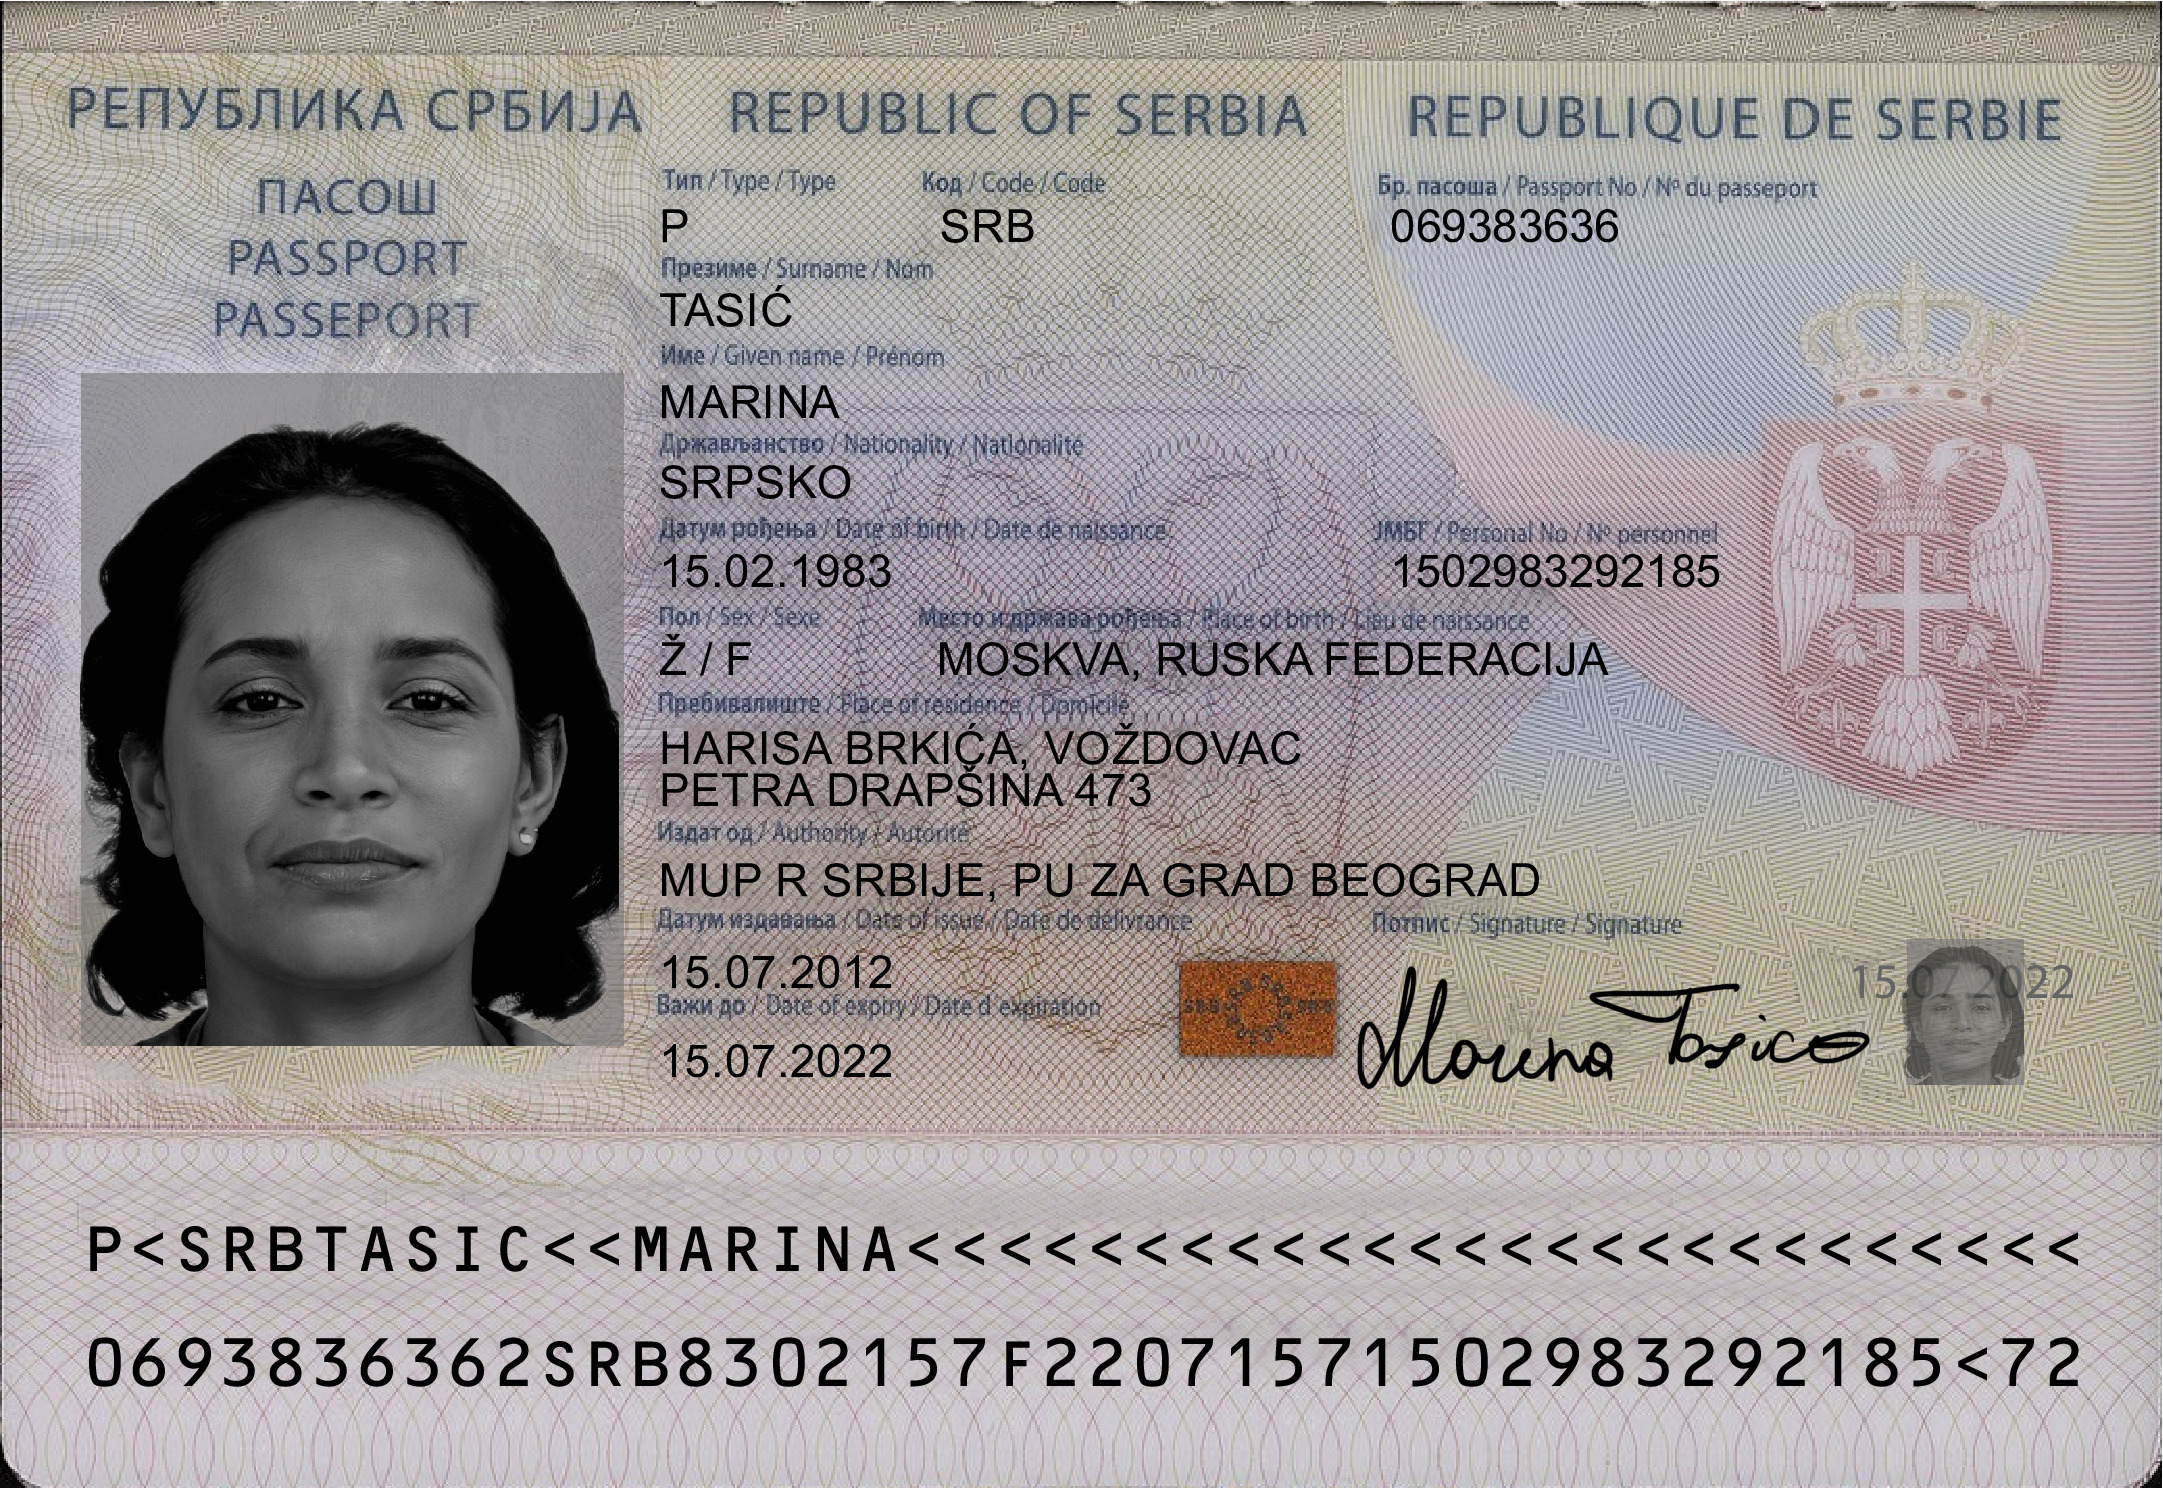 РЕПУБЛИКА СРБИЈА REPUBLIC OF SERBIA REPUBLIQUE DE SERBIE
ПАСОШ
PASSPORT
PASSEPORT
Тип / Type / Type Код / Code / Code Бр. пасоша / Passport No / Nº du passeport
P SRB 069383636
Презиме / Surname / Nom
TASIĆ
Име / Given name / Prénom
MARINA
Држављанство / Nationality / Nationalité
SRPSKO
Датум рођења / Date of birth / Date de naissance ЈМБГ / Personal No / Nº personnel
15.02.1983 1502983292185
Пол / Sex / Sexe Место и држава рођења / Place of birth / Lieu de naissance
Ž / F MOSKVA, RUSKA FEDERACIJA
Пребивалиште / Place of residence / Domicile
HARISA BRKIĆA, VOŽDOVAC
PETRA DRAPŠINA 473
Издат од / Authority / Autorité
MUP R SRBIJE, PU ZA GRAD BEOGRAD
Датум издавања / Date of issue / Date de délivrance Потпис / Signature / Signature
15.07.2012 15.07.2022
Важи до / Date of expiry / Date d expiration
15.07.2022
P<SRBTASIC<<MARINA<<<<<<<<<<<<<<<<<<<<<<<<<<
0693836362SRB8302157F22071571502983292185<72